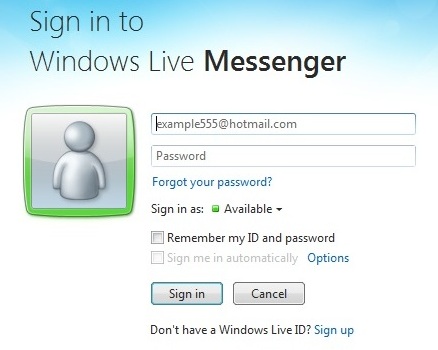 Sign in to
Windows Live Messenger
example555@hotmail.com
Password
Forgot your password?
Sign in as: Available
Remember my ID and password
Sign me in automatically Options
Sign in Cancel
Don't have a Windows Live ID? Sign up